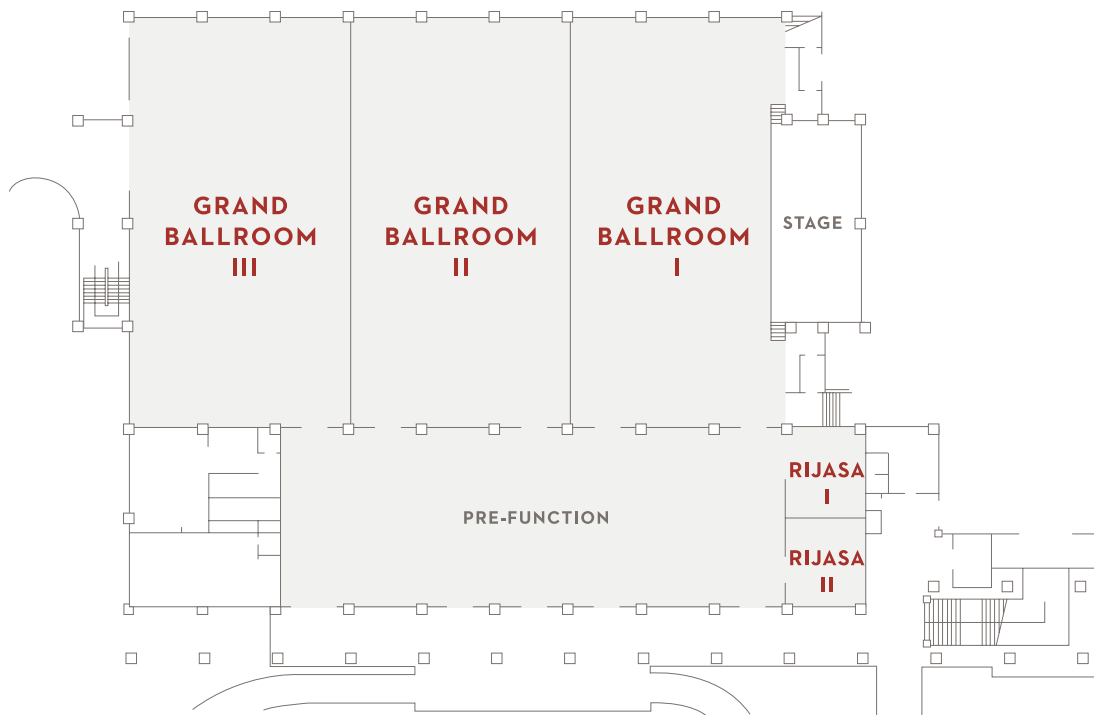 GRAND
BALLROOM
III
GRAND
BALLROOM
II
GRAND
BALLROOM
I
STAGE
RIJASA
I
PRE-FUNCTION
RIJASA
II